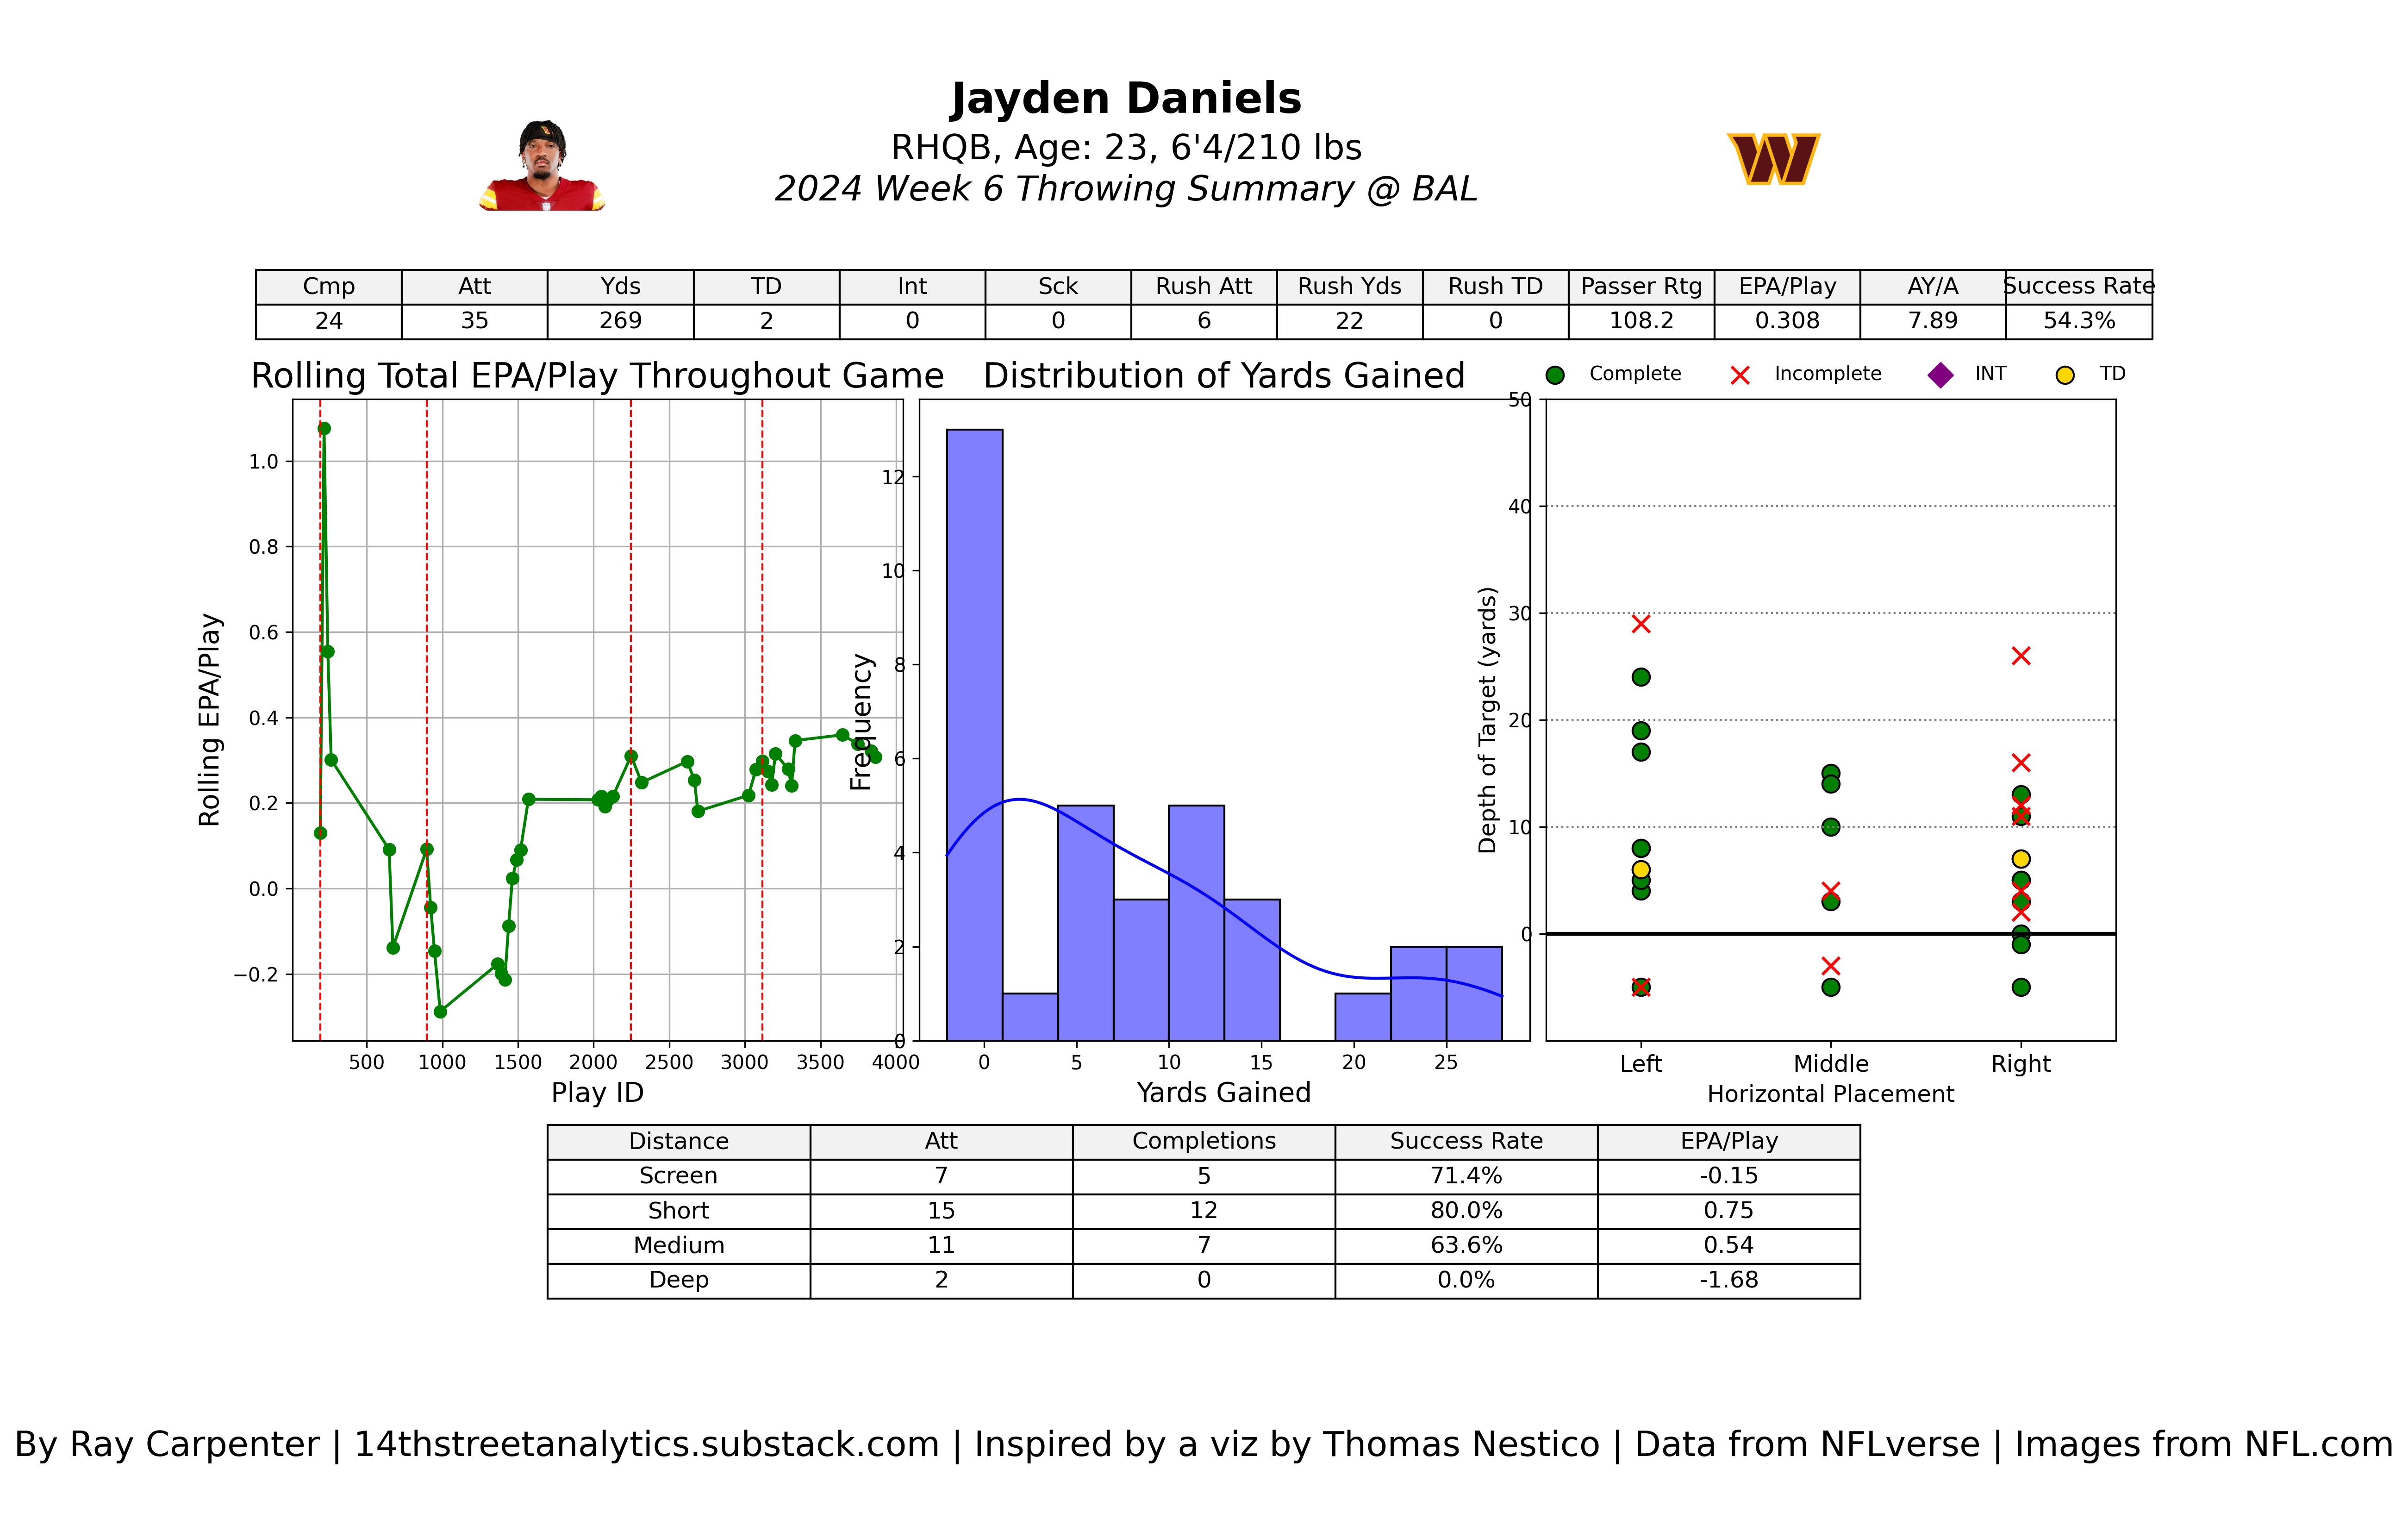 Jayden Daniels
RHQB, Age: 23, 6'4/210 lbs
2024 Week 6 Throwing Summary @ BAL
Cmp Att Yds TD Int Sck Rush Att Rush Yds Rush TD Passer Rtg EPA/Play AY/A Success Rate
24 35 269 2 0 0 6 22 0 108.2 0.308 7.89 54.3%
Rolling Total EPA/Play Throughout Game
1.0
0.8
0.6
0.4
0.2
0.0
−0.2
Rolling EPA/Play
500 1000 1500 2000 2500 3000 3500 4000
Play ID
Distribution of Yards Gained
12
10
8
6
4
2
0
Frequency
0 5 10 15 20 25
Yards Gained
Complete Incomplete INT TD
50
40
30
20
10
0
Depth of Target (yards)
Left Middle Right
Horizontal Placement
Distance Att Completions Success Rate EPA/Play
Screen 7 5 71.4% -0.15
Short 15 12 80.0% 0.75
Medium 11 7 63.6% 0.54
Deep 2 0 0.0% -1.68
By Ray Carpenter | 14thstreetanalytics.substack.com | Inspired by a viz by Thomas Nestico | Data from NFLverse | Images from NFL.com